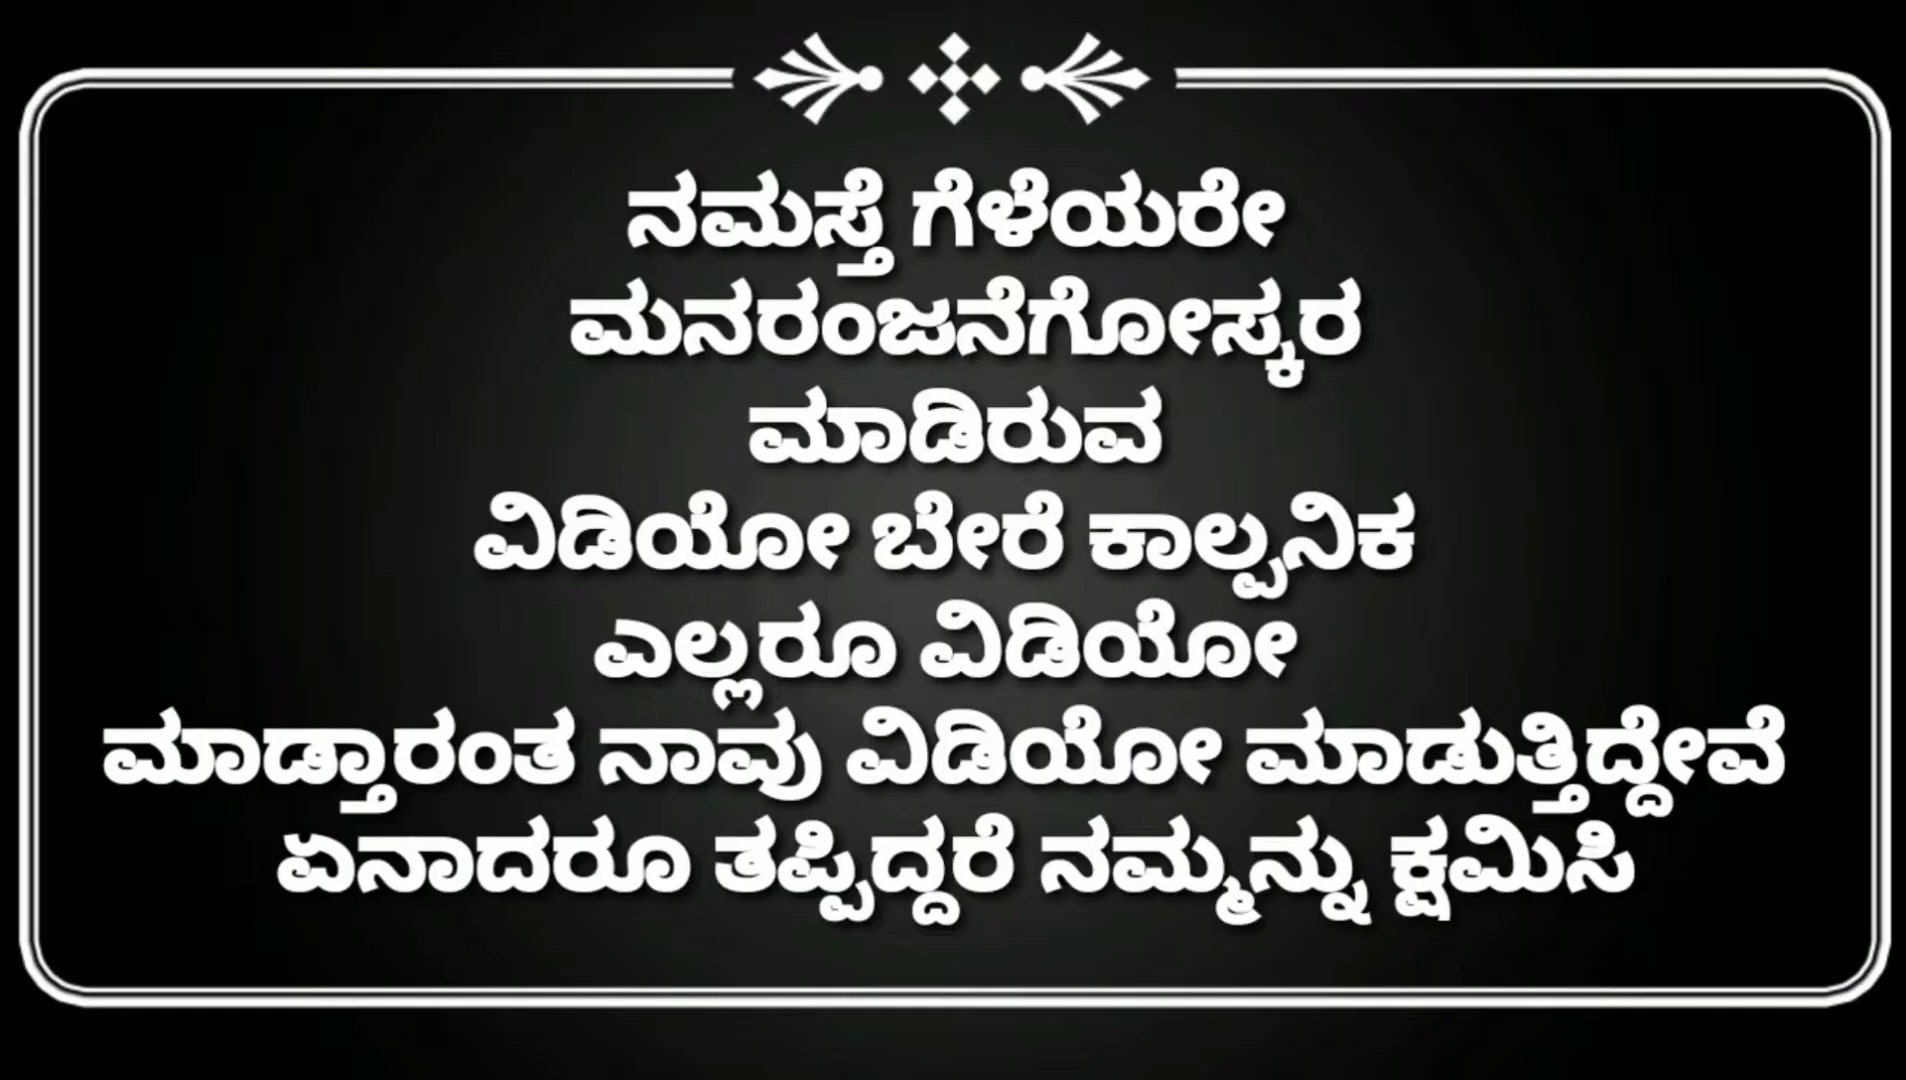 ನಮಸ್ತೆ ಗೆಳೆಯರೇ
ಮನರಂಜನೆಗೋಸ್ಕರ
ಮಾಡಿರುವ
ವಿಡಿಯೋ ಬೇರೆ ಕಾಲ್ಪನಿಕ
ಎಲ್ಲರೂ ವಿಡಿಯೋ
ಮಾಡ್ತಾರಂತ ನಾವು ವಿಡಿಯೋ ಮಾಡುತ್ತಿದ್ದೇವೆ
ಏನಾದರೂ ತಪ್ಪಿದ್ದರೆ ನಮ್ಮನ್ನು ಕ್ಷಮಿಸಿ